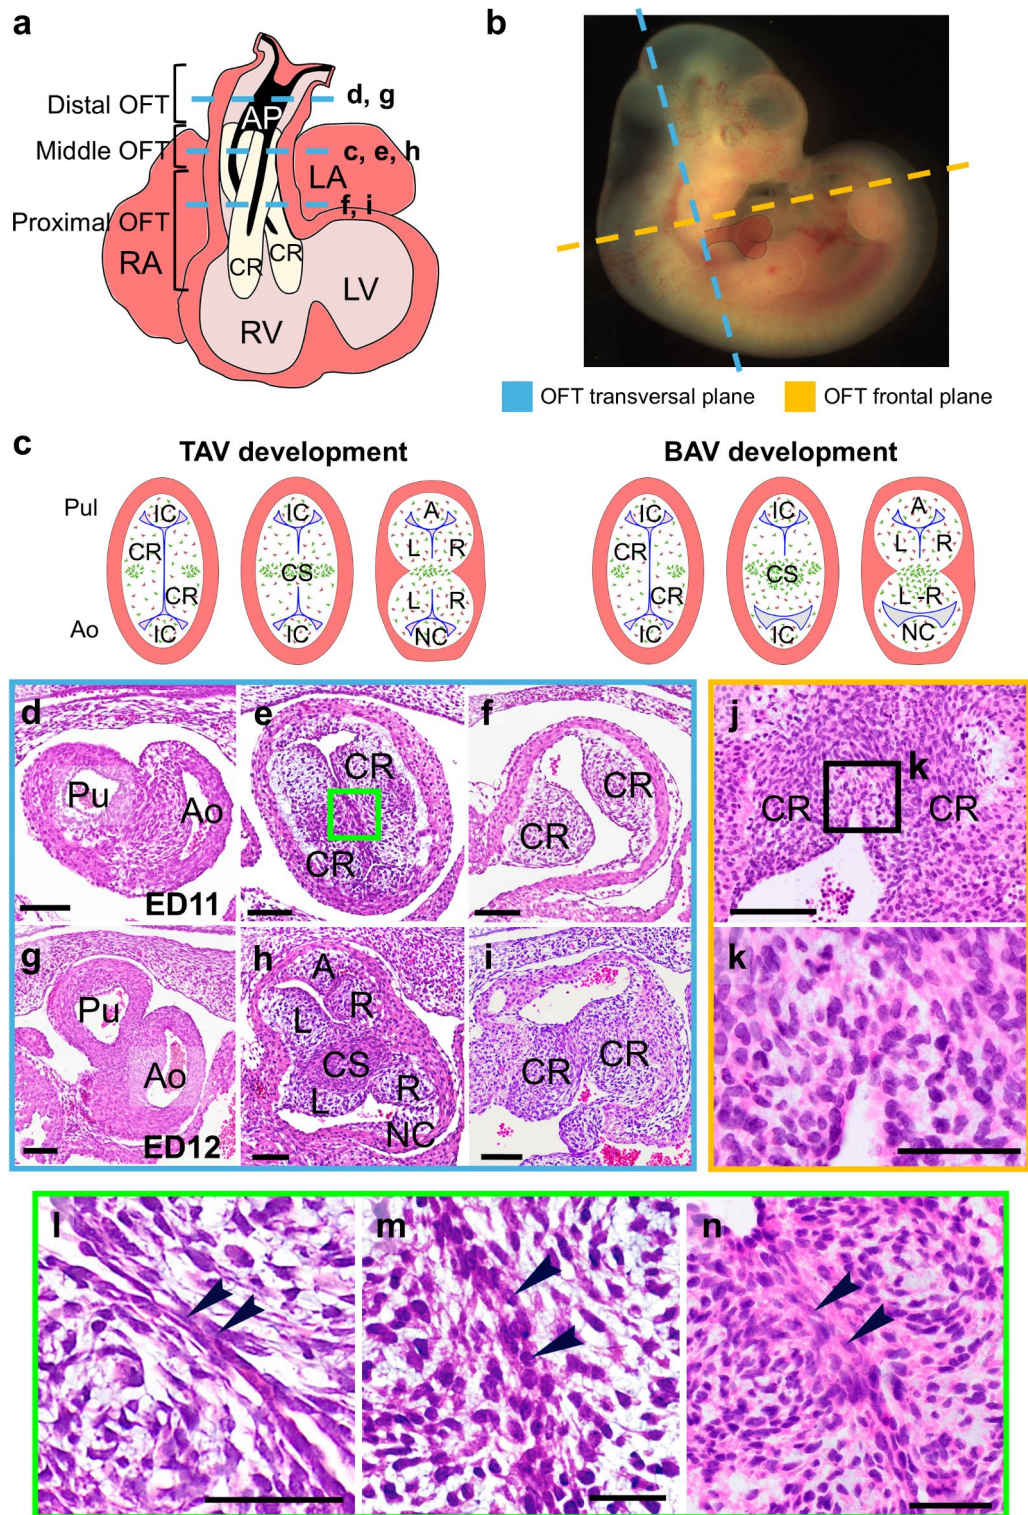 a
b
Distal OFT
d, g
AP
Middle OFT
c, e, h
LA
f, i
Proximal OFT
RA
CR
CR
LV
RV
OFT transversal plane
OFT frontal plane
c
TAV development
BAV development
Pul
IC
IC
A
IC
IC
A
CR
L
R
CR
L
R
CS
CS
CR
L
R
CR
L -R
Ao
IC
IC
NC
IC
IC
NC
d
Pu
Ao
ED11
e
CR
CR
f
CR
CR
j
k
CR
CR
g
Pu
Ao
ED12
h
A
R
L
CS
R
L
NC
i
CR
CR
k
l
m
n